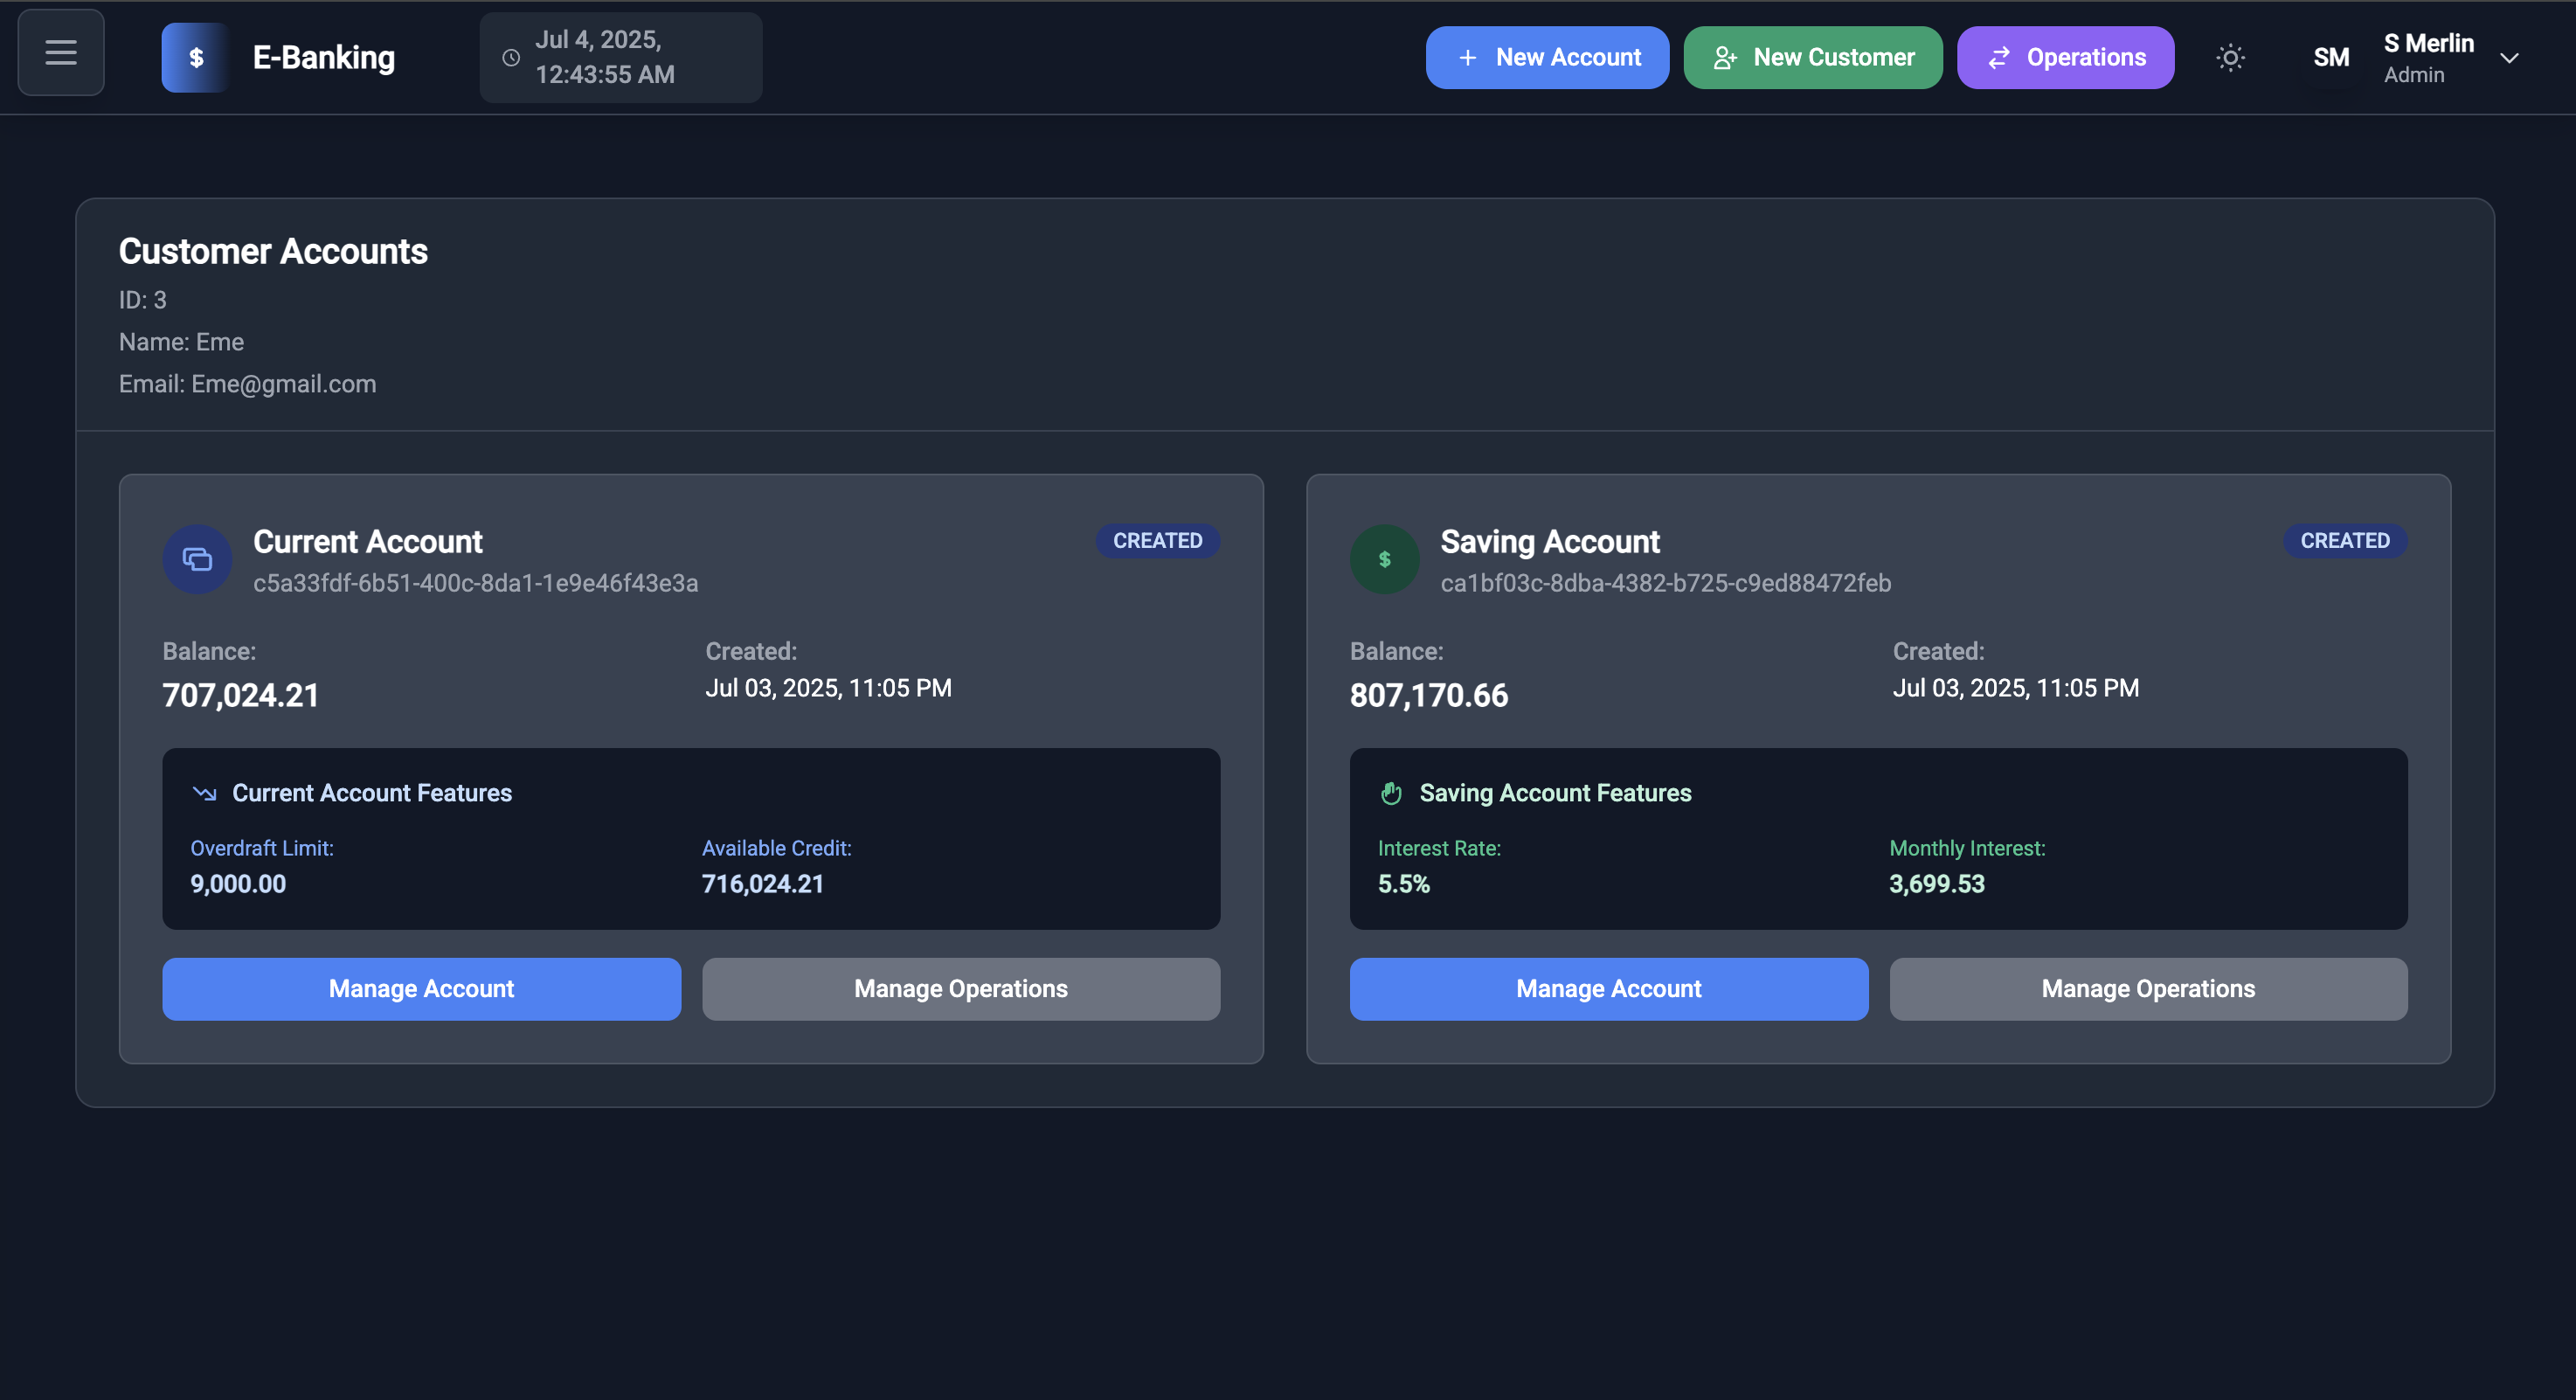 $
E-Banking
Jul 4, 2025,
12:43:55 AM
+ New Account
New Customer
Operations
SM
S Merlin
Admin
Customer Accounts
ID: 3
Name: Eme
Email: Eme@gmail.com
Current Account
CREATED
c5a33fdf-6b51-400c-8da1-1e9e46f43e3a
Balance:
707,024.21
Created:
Jul 03, 2025, 11:05 PM
Current Account Features
Overdraft Limit:
9,000.00
Available Credit:
716,024.21
Manage Account
Manage Operations
$
Saving Account
CREATED
ca1bf03c-8dba-4382-b725-c9ed88472feb
Balance:
807,170.66
Created:
Jul 03, 2025, 11:05 PM
Saving Account Features
Interest Rate:
5.5%
Monthly Interest:
3,699.53
Manage Account
Manage Operations